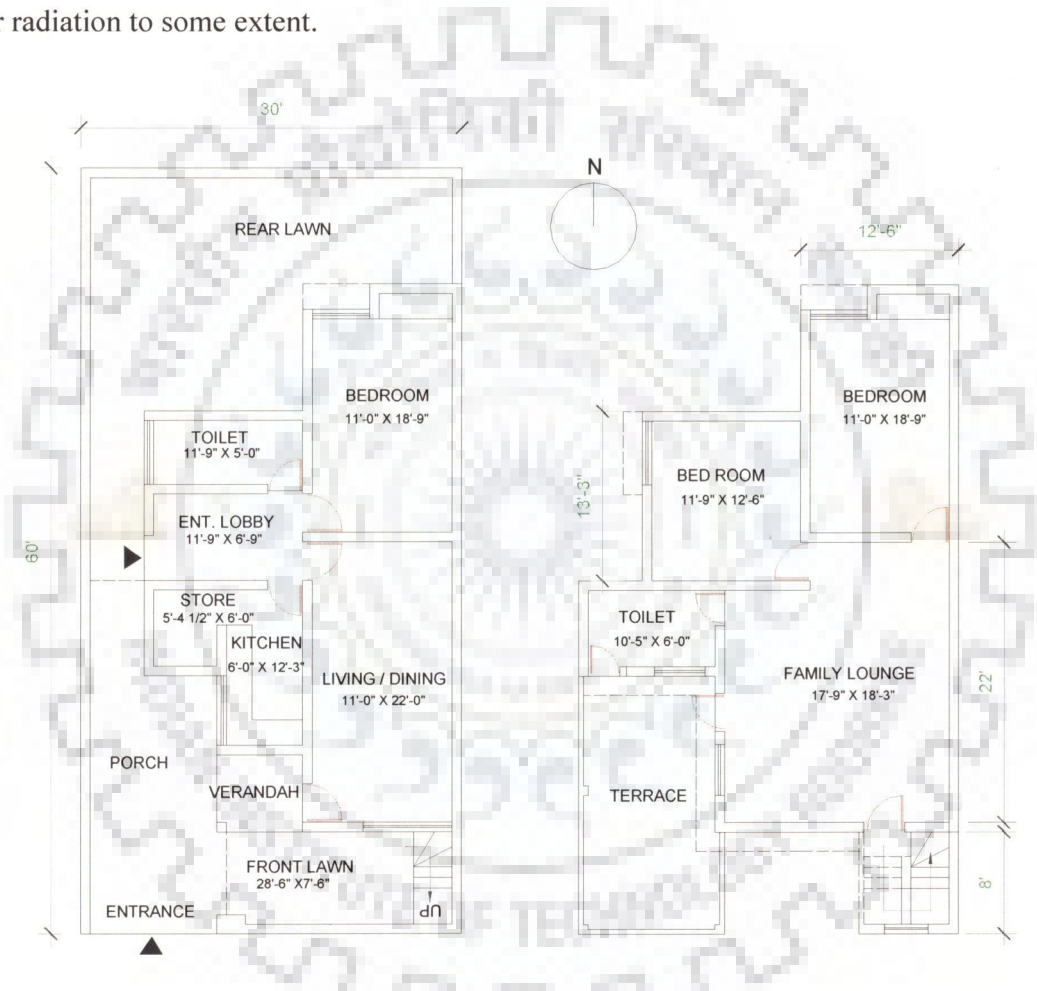 r radiation to some extent.
30'
N
REAR LAWN
12'-6"
BEDROOM
11'-0" X 18'-9"
BEDROOM
11'-0" X 18'-9"
TOILET
11'-9" X 5'-0"
BED ROOM
11'-9" X 12'-6"
13'-3"
ENT. LOBBY
11'-9" X 6'-9"
60'
STORE
5'-4 1/2" X 6'-0"
TOILET
10'-5" X 6'-0"
KITCHEN
6'-0" X 12'-3"
LIVING / DINING
11'-0" X 22'-0"
FAMILY LOUNGE
17'-9" X 18'-3"
22'
PORCH
VERANDAH
TERRACE
FRONT LAWN
28'-6" X7'-6"
8'
UP
ENTRANCE
OF TE